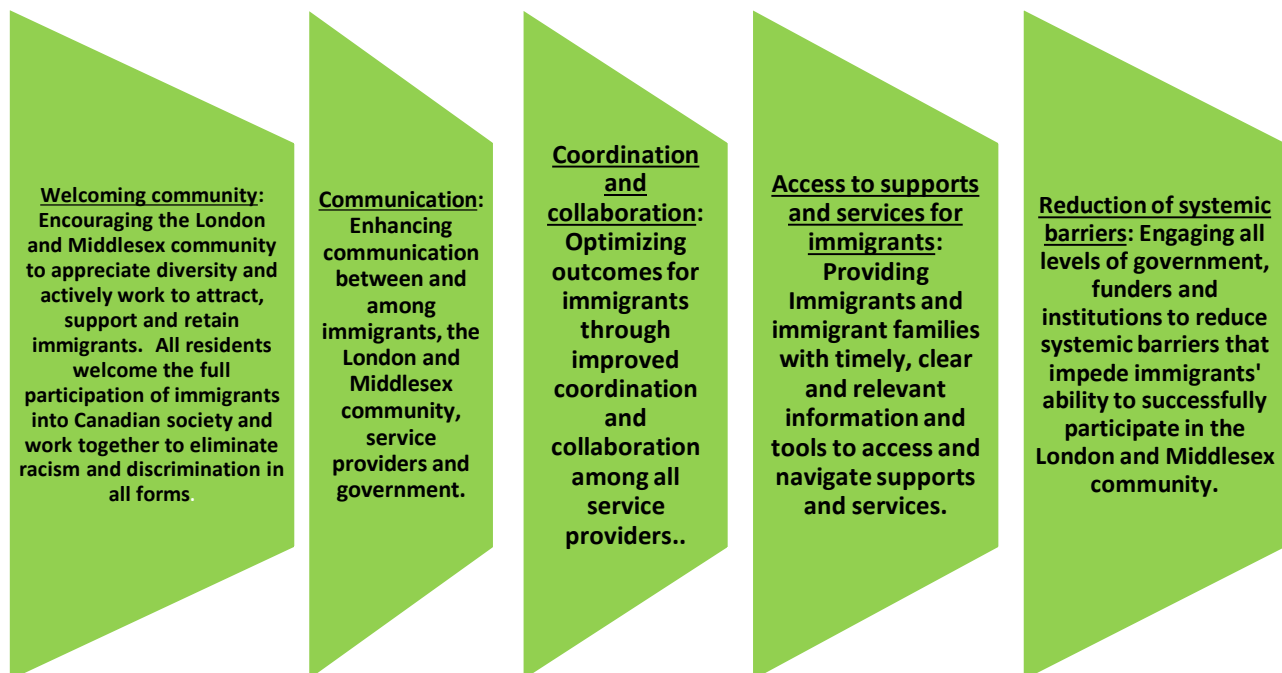 Welcoming community:
Encouraging the London
and Middlesex community
to appreciate diversity and
actively work to attract,
support and retain
immigrants.  All residents
welcome the full
participation of immigrants
into Canadian society and
work together to eliminate
racism and discrimination in
all forms.
Communication:
Enhancing
communication
between and
among
immigrants, the
London and
Middlesex
community,
service
providers and
government.
Coordination
and
collaboration:
Optimizing
outcomes for
immigrants
through
improved
coordination
and
collaboration
among all
service
providers..
Access to supports
and services for
immigrants:
Providing
Immigrants and
immigrant families
with timely, clear
and relevant
information and
tools to access and
navigate supports
and services.
Reduction of systemic
barriers: Engaging all
levels of government,
funders and
institutions to reduce
systemic barriers that
impede immigrants'
ability to successfully
participate in the
London and Middlesex
community.